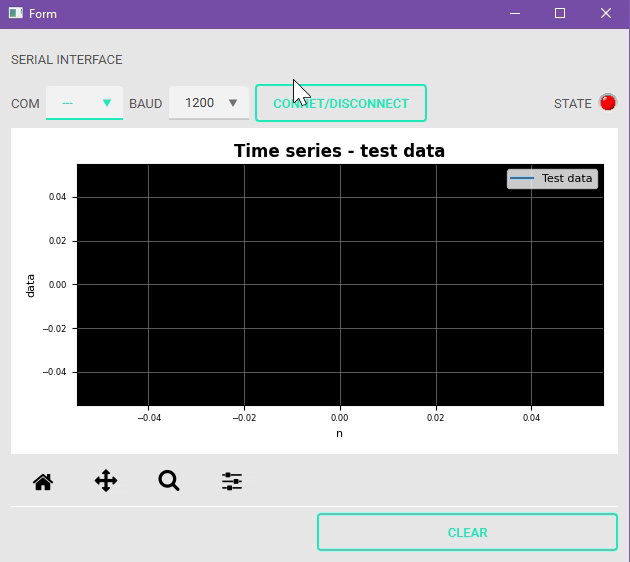 Form
SERIAL INTERFACE
COM --- BAUD 1200 CONNET/DISCONNECT STATE
Time series - test data
Test data
0.04
0.02
0.00
−0.02
−0.04
data
−0.04 −0.02 0.00 0.02 0.04
n
CLEAR